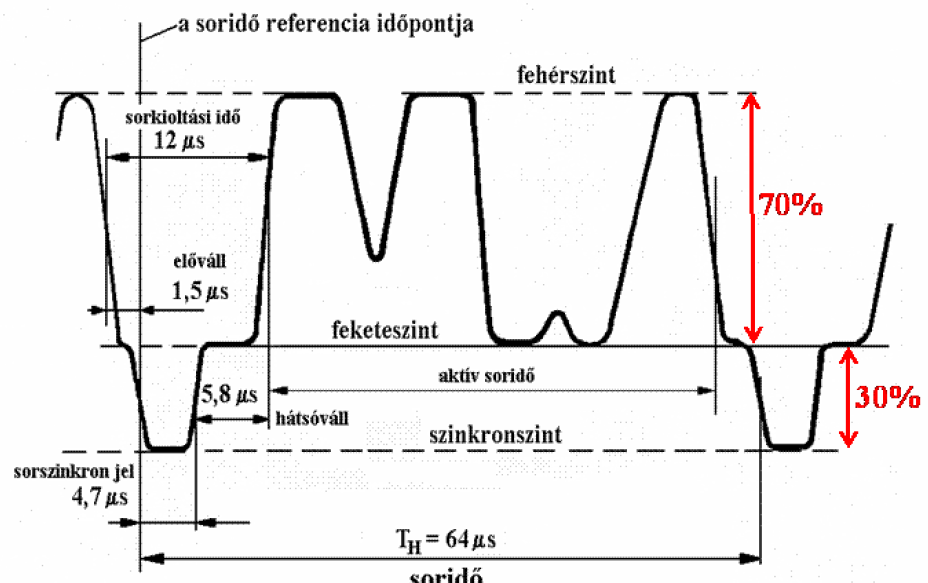 a soridő referencia időpontja
fehérszint
sorkioltási idő
12 µs
70%
előváll
1,5 µs
feketeszint
aktív soridő
5,8 µs
hátsóváll
30%
szinkronszint
sorszinkron jel
4,7 µs
T_H = 64 µs
soridő